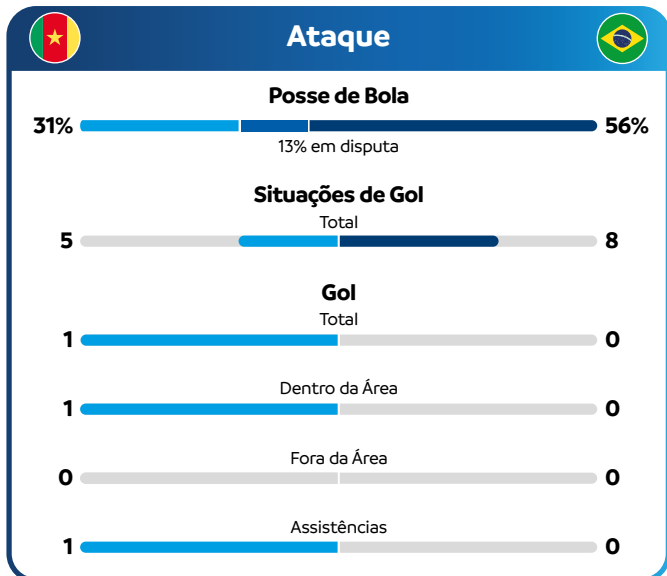 Ataque
Posse de Bola
31% 56%
13% em disputa
Situações de Gol
Total
5 8
Gol
Total
1 0
Dentro da Área
1 0
Fora da Área
0 0
Assistências
1 0